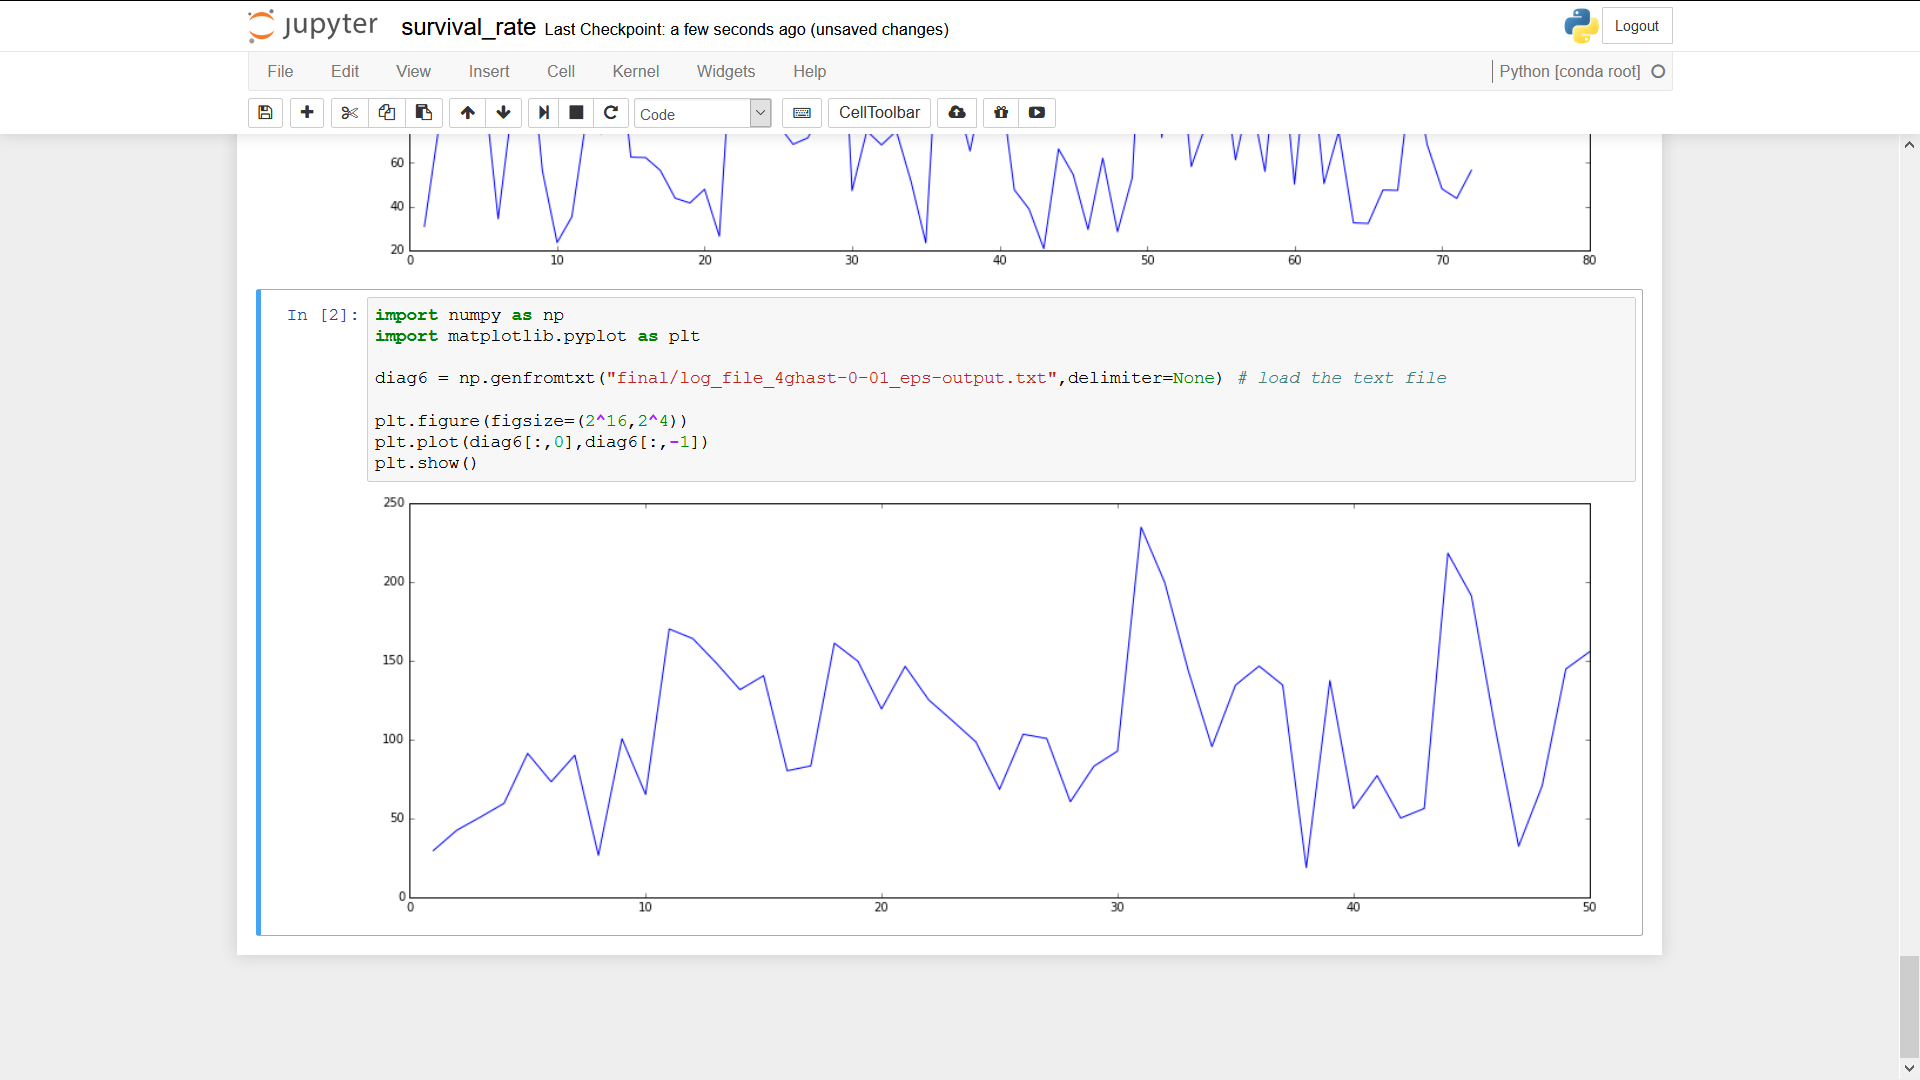 jupyter survival_rate Last Checkpoint: a few seconds ago (unsaved changes) Logout
File Edit View Insert Cell Kernel Widgets Help Python [conda root]
Code CellToolbar
60
40
20
0 10 20 30 40 50 60 70 80
In [2]: import numpy as np
import matplotlib.pyplot as plt
diag6 = np.genfromtxt("final/log_file_4ghast-0-01_eps-output.txt",delimiter=None) # load the text file
plt.figure(figsize=(2^16,2^4))
plt.plot(diag6[:,0],diag6[:,-1])
plt.show()
250
200
150
100
50
0
0 10 20 30 40 50